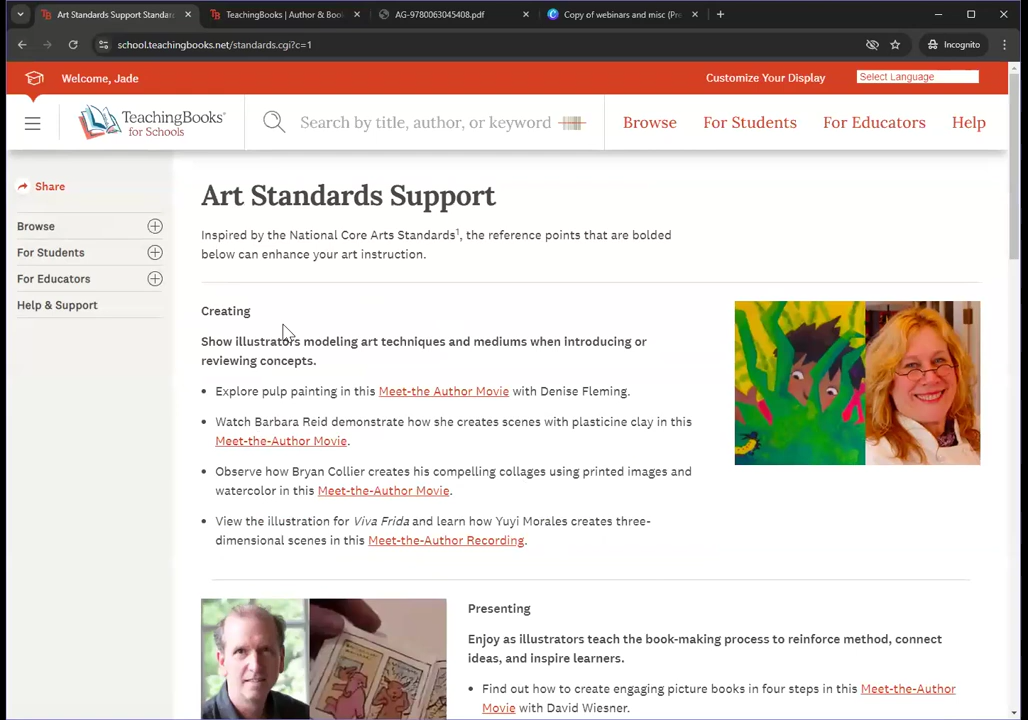 Art Standards Support Standar
TeachingBooks | Author & Boo
AG-9780063045408.pdf
Copy of webinars and misc (Pre
school.teachingbooks.net/standards.cgi?c=1
Incognito
Welcome, Jade
Customize Your Display
Select Language
TeachingBooks
for Schools
Search by title, author, or keyword
Browse
For Students
For Educators
Help
Share
Browse
For Students
For Educators
Help & Support
Art Standards Support
Inspired by the National Core Arts Standards¹, the reference points that are bolded
below can enhance your art instruction.
Creating
Show illustrators modeling art techniques and mediums when introducing or
reviewing concepts.
• Explore pulp painting in this Meet-the Author Movie with Denise Fleming.
• Watch Barbara Reid demonstrate how she creates scenes with plasticine clay in this
Meet-the-Author Movie.
• Observe how Bryan Collier creates his compelling collages using printed images and
watercolor in this Meet-the-Author Movie.
• View the illustration for Viva Frida and learn how Yuyi Morales creates three-
dimensional scenes in this Meet-the-Author Recording.
Presenting
Enjoy as illustrators teach the book-making process to reinforce method, connect
ideas, and inspire learners.
• Find out how to create engaging picture books in four steps in this Meet-the-Author
Movie with David Wiesner.